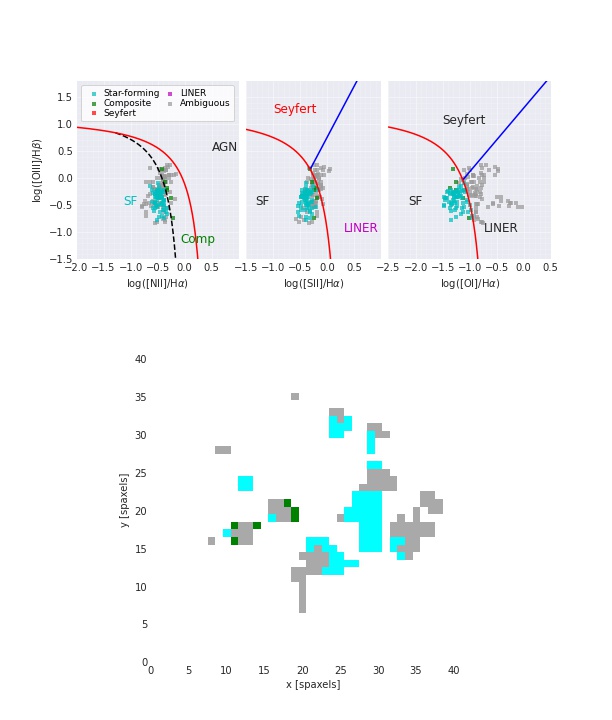 Star-forming
Composite
Seyfert
LINER
Ambiguous
AGN
SF
Comp
1.5
1.0
0.5
0.0
−0.5
−1.0
−1.5
log([OIII]/Hβ)
−2.0 −1.5 −1.0 −0.5 0.0 0.5
log([NII]/Hα)
Seyfert
SF
LINER
−1.5 −1.0 −0.5 0.0 0.5
log([SII]/Hα)
Seyfert
SF
LINER
−2.5 −2.0 −1.5 −1.0 −0.5 0.0 0.5
log([OI]/Hα)
40
35
30
25
20
15
10
5
0
y [spaxels]
0 5 10 15 20 25 30 35 40
x [spaxels]